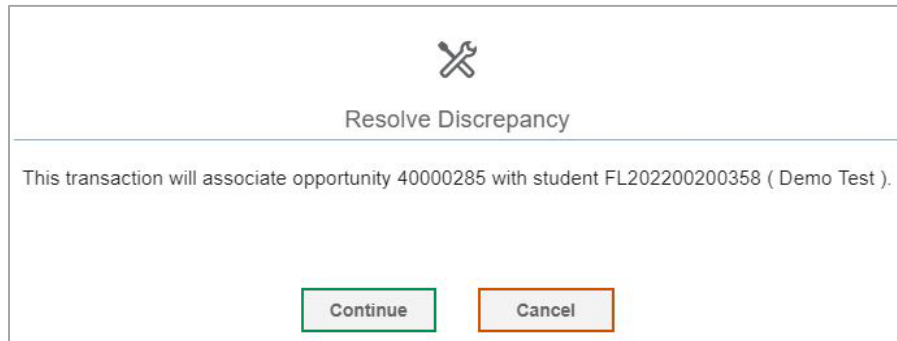 Resolve Discrepancy
This transaction will associate opportunity 40000285 with student FL202200200358 ( Demo Test ).
Continue
Cancel